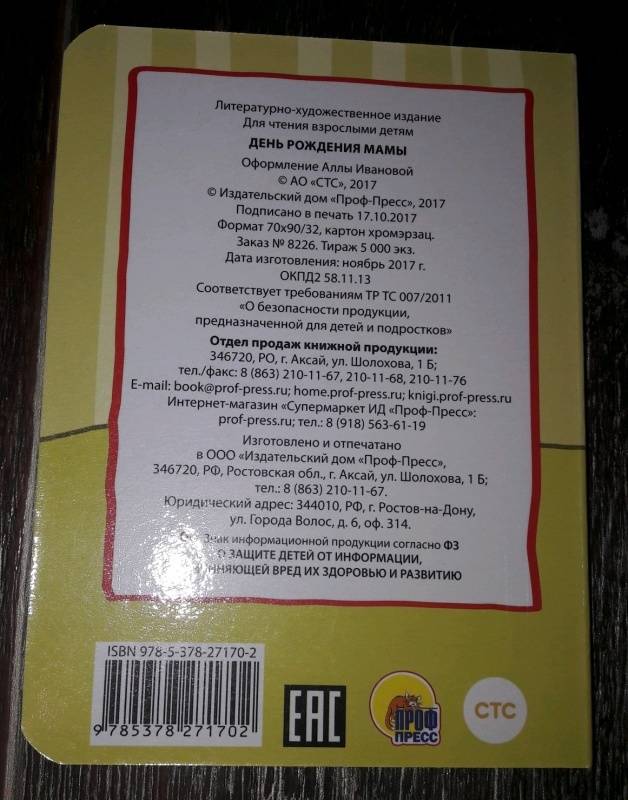 Литературно-художественное издание
Для чтения взрослыми детям
ДЕНЬ РОЖДЕНИЯ МАМЫ
Оформление Аллы Ивановой
© АО «СТС», 2017
© Издательский дом «Проф-Пресс», 2017
Подписано в печать 17.10.2017
Формат 70х90/32, картон хромэрзац.
Заказ № 8226. Тираж 5 000 экз.
Дата изготовления: ноябрь 2017 г.
ОКПД2 58.11.13
Соответствует требованиям ТР ТС 007/2011
«О безопасности продукции,
предназначенной для детей и подростков»
Отдел продаж книжной продукции:
346720, РО, г. Аксай, ул. Шолохова, 1 Б;
тел./факс: 8 (863) 210-11-67, 210-11-68, 210-11-76
E-mail: book@prof-press.ru; home.prof-press.ru; knigi.prof-press.ru
Интернет-магазин «Супермаркет ИД «Проф-Пресс»:
prof-press.ru; тел.: 8 (918) 563-61-19
Изготовлено и отпечатано
в ООО «Издательский дом «Проф-Пресс»,
346720, РФ, Ростовская обл., г. Аксай, ул. Шолохова, 1 Б;
тел.: 8 (863) 210-11-67.
Юридический адрес: 344010, РФ, г. Ростов-на-Дону,
ул. Города Волос, д. 6, оф. 314.
Знак информационной продукции согласно ФЗ
О ЗАЩИТЕ ДЕТЕЙ ОТ ИНФОРМАЦИИ,
ВРЕД ИХ ЗДОРОВЬЮ И РАЗВИТИЮ
ISBN 978-5-378-27170-2
9 785378 271702
EAC
ПРОФ
ПРЕСС
СТС